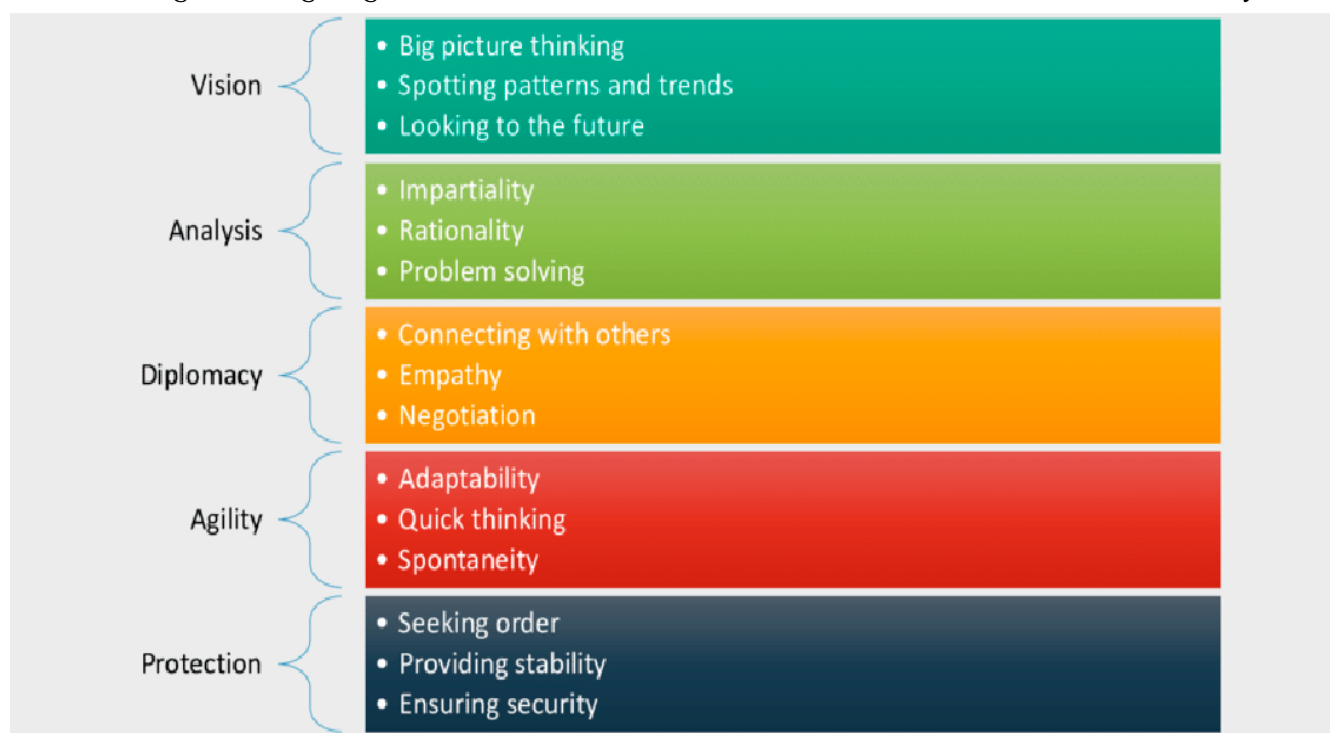 Vision
• Big picture thinking
• Spotting patterns and trends
• Looking to the future
Analysis
• Impartiality
• Rationality
• Problem solving
Diplomacy
• Connecting with others
• Empathy
• Negotiation
Agility
• Adaptability
• Quick thinking
• Spontaneity
Protection
• Seeking order
• Providing stability
• Ensuring security